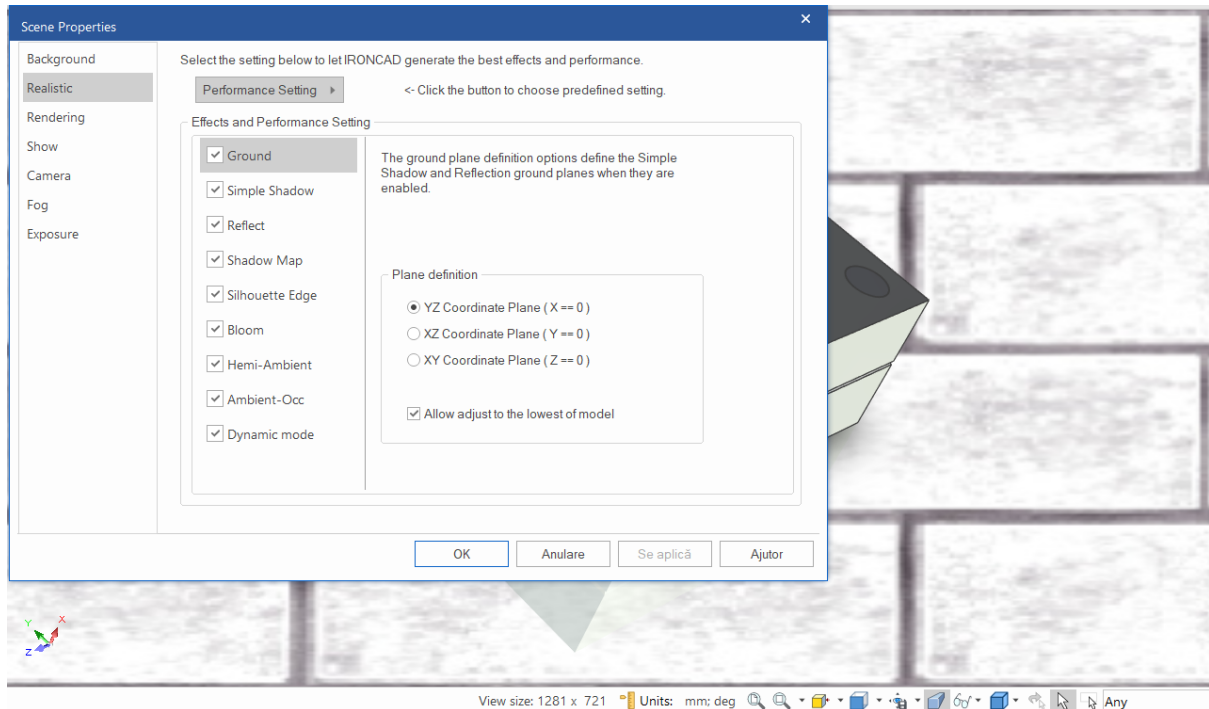 Scene Properties
×
Background
Realistic
Rendering
Show
Camera
Fog
Exposure
Select the setting below to let IRONCAD generate the best effects and performance.
Performance Setting
<- Click the button to choose predefined setting.
Effects and Performance Setting
Ground
Simple Shadow
Reflect
Shadow Map
Silhouette Edge
Bloom
Hemi-Ambient
Ambient-Occ
Dynamic mode
The ground plane definition options define the Simple
Shadow and Reflection ground planes when they are
enabled.
Plane definition
YZ Coordinate Plane ( X == 0 )
XZ Coordinate Plane ( Y == 0 )
XY Coordinate Plane ( Z == 0 )
Allow adjust to the lowest of model
OK
Anulare
Se aplică
Ajutor
Y
X
Z
View size: 1281 x 721
Units: mm; deg
Any